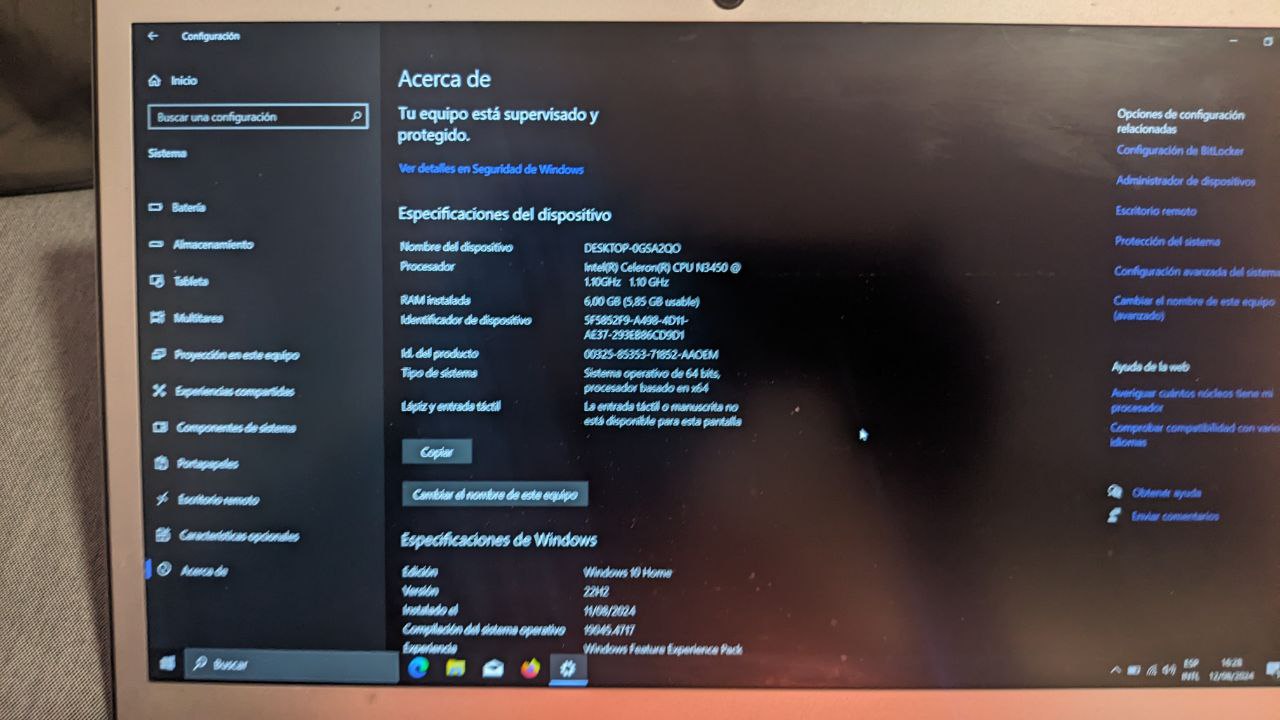 Configuración
Inicio
Buscar una configuración
Sistema
Batería
Almacenamiento
Tableta
Multitarea
Proyección en este equipo
Experiencias compartidas
Componentes de sistema
Portapapeles
Escritorio remoto
Características opcionales
Acerca de
Acerca de
Tu equipo está supervisado y
protegido.
Ver detalles en Seguridad de Windows
Especificaciones del dispositivo
Nombre del dispositivo DESKTOP-0GSA2QO
Procesador Intel(R) Celeron(R) CPU N3450 @
1.10GHz 1.10 GHz
RAM instalada 6,00 GB (5,85 GB usable)
Identificador de dispositivo 5F5852F9-A498-4D11-
AE37-293E886CD9D1
Id. del producto 00325-85353-71852-AAOEM
Tipo de sistema Sistema operativo de 64 bits,
procesador basado en x64
Lápiz y entrada táctil La entrada táctil o manuscrita no
está disponible para esta pantalla
Copiar
Cambiar el nombre de este equipo
Especificaciones de Windows
Edición Windows 10 Home
Versión 22H2
Instalado el 11/08/2024
Compilación del sistema operativo 19045.4717
Experiencia Windows Feature Experience Pack
Opciones de configuración
relacionadas
Configuración de BitLocker
Administrador de dispositivos
Escritorio remoto
Protección del sistema
Configuración avanzada del sistema
Cambiar el nombre de este equipo
(avanzado)
Ayuda de la web
Averiguar cuántos núcleos tiene mi
procesador
Comprobar compatibilidad con vario
idiomas
Obtener ayuda
Enviar comentarios
Buscar
ESP
INTL
16:28
12/08/2024